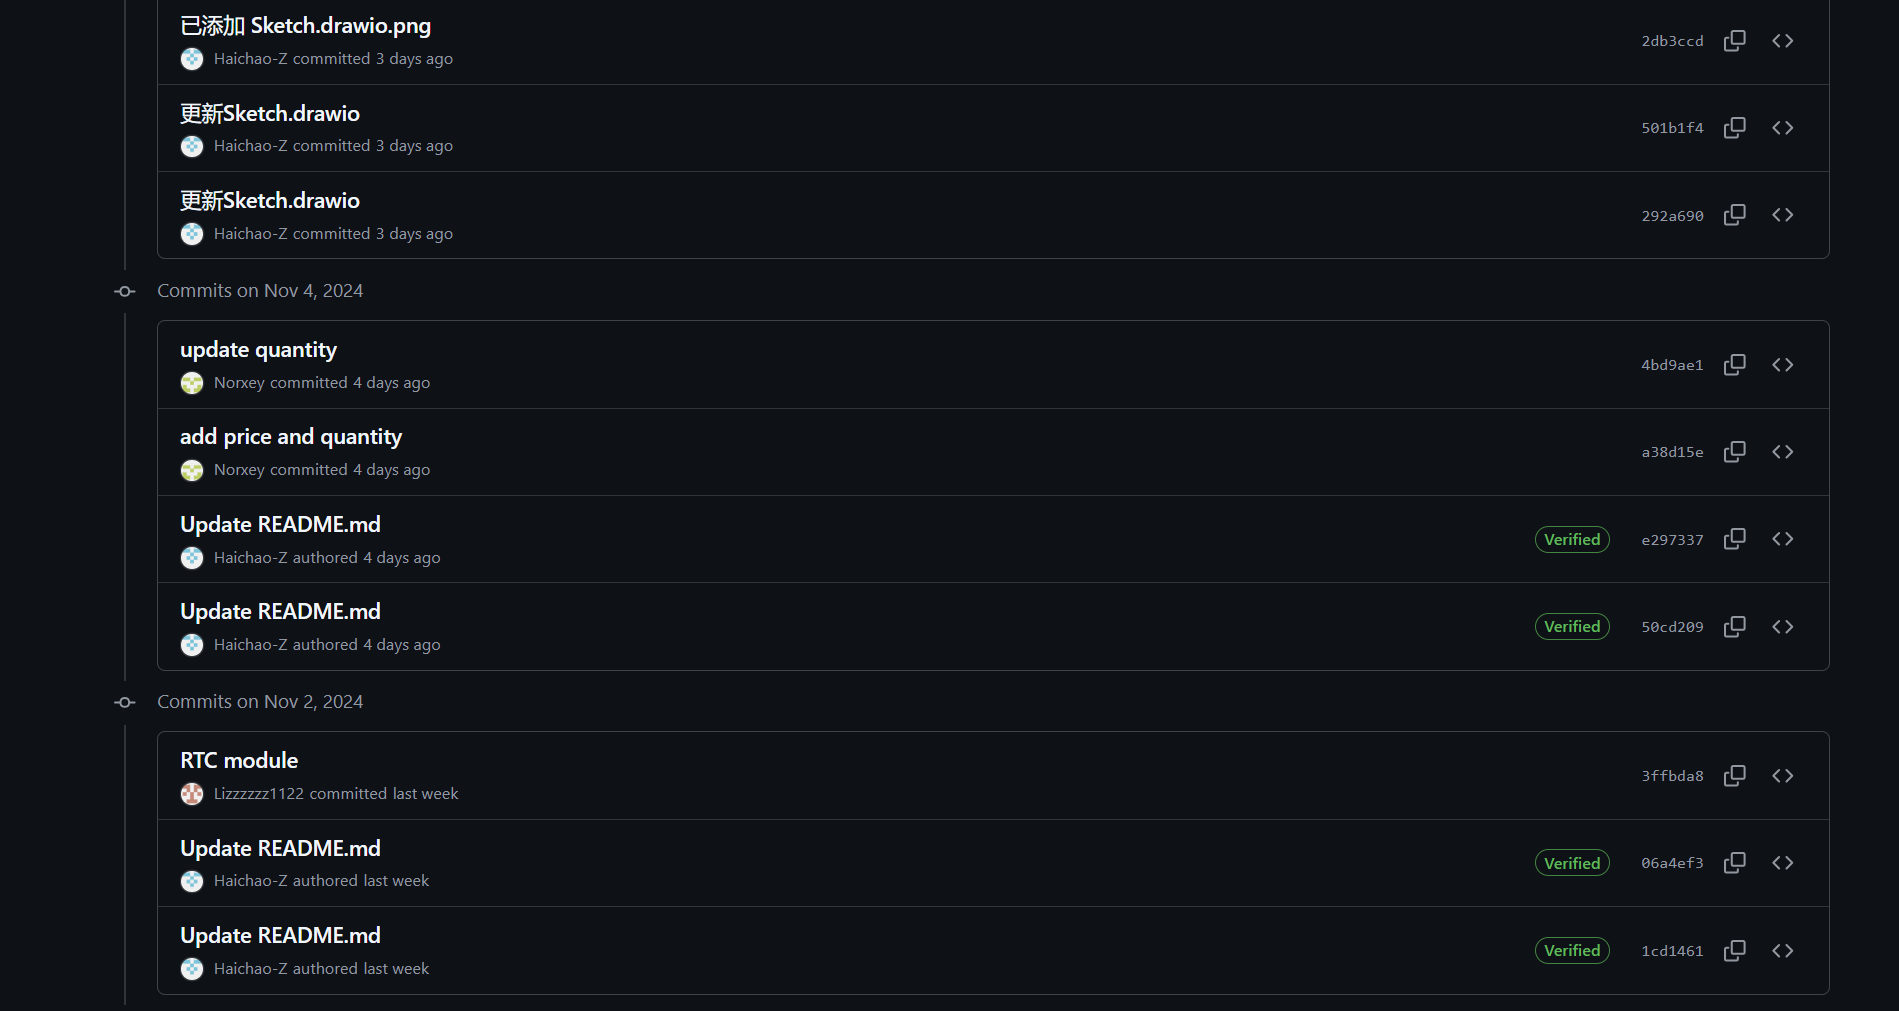 已添加 Sketch.drawio.png
Haichao-Z committed 3 days ago
2db3ccd
更新Sketch.drawio
Haichao-Z committed 3 days ago
501b1f4
更新Sketch.drawio
Haichao-Z committed 3 days ago
292a690
Commits on Nov 4, 2024
update quantity
Norxey committed 4 days ago
4bd9ae1
add price and quantity
Norxey committed 4 days ago
a38d15e
Update README.md
Haichao-Z authored 4 days ago
Verified e297337
Update README.md
Haichao-Z authored 4 days ago
Verified 50cd209
Commits on Nov 2, 2024
RTC module
Lizzzzzz1122 committed last week
3ffbda8
Update README.md
Haichao-Z authored last week
Verified 06a4ef3
Update README.md
Haichao-Z authored last week
Verified 1cd1461